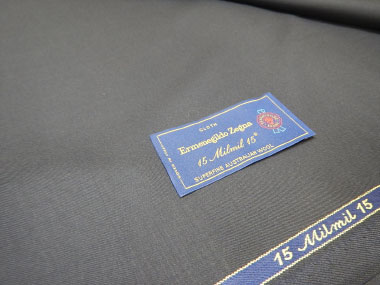 CLOTH
Ermenegildo Zegna
15 Milmil 15®
SUPERFINE AUSTRALIAN WOOL
15 Milmil 15